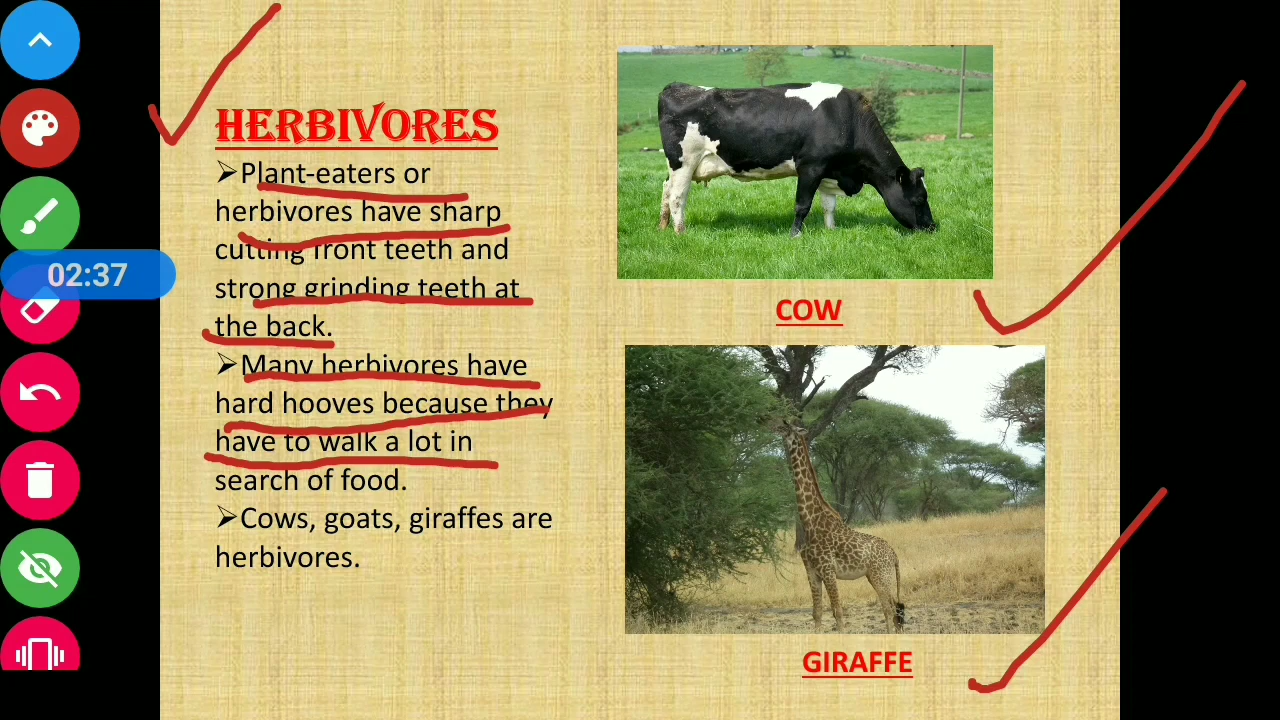 HERBIVORES
➢Plant-eaters or
herbivores have sharp
cutting front teeth and
strong grinding teeth at
the back.
➢Many herbivores have
hard hooves because they
have to walk a lot in
search of food.
➢Cows, goats, giraffes are
herbivores.
COW
GIRAFFE
02:37